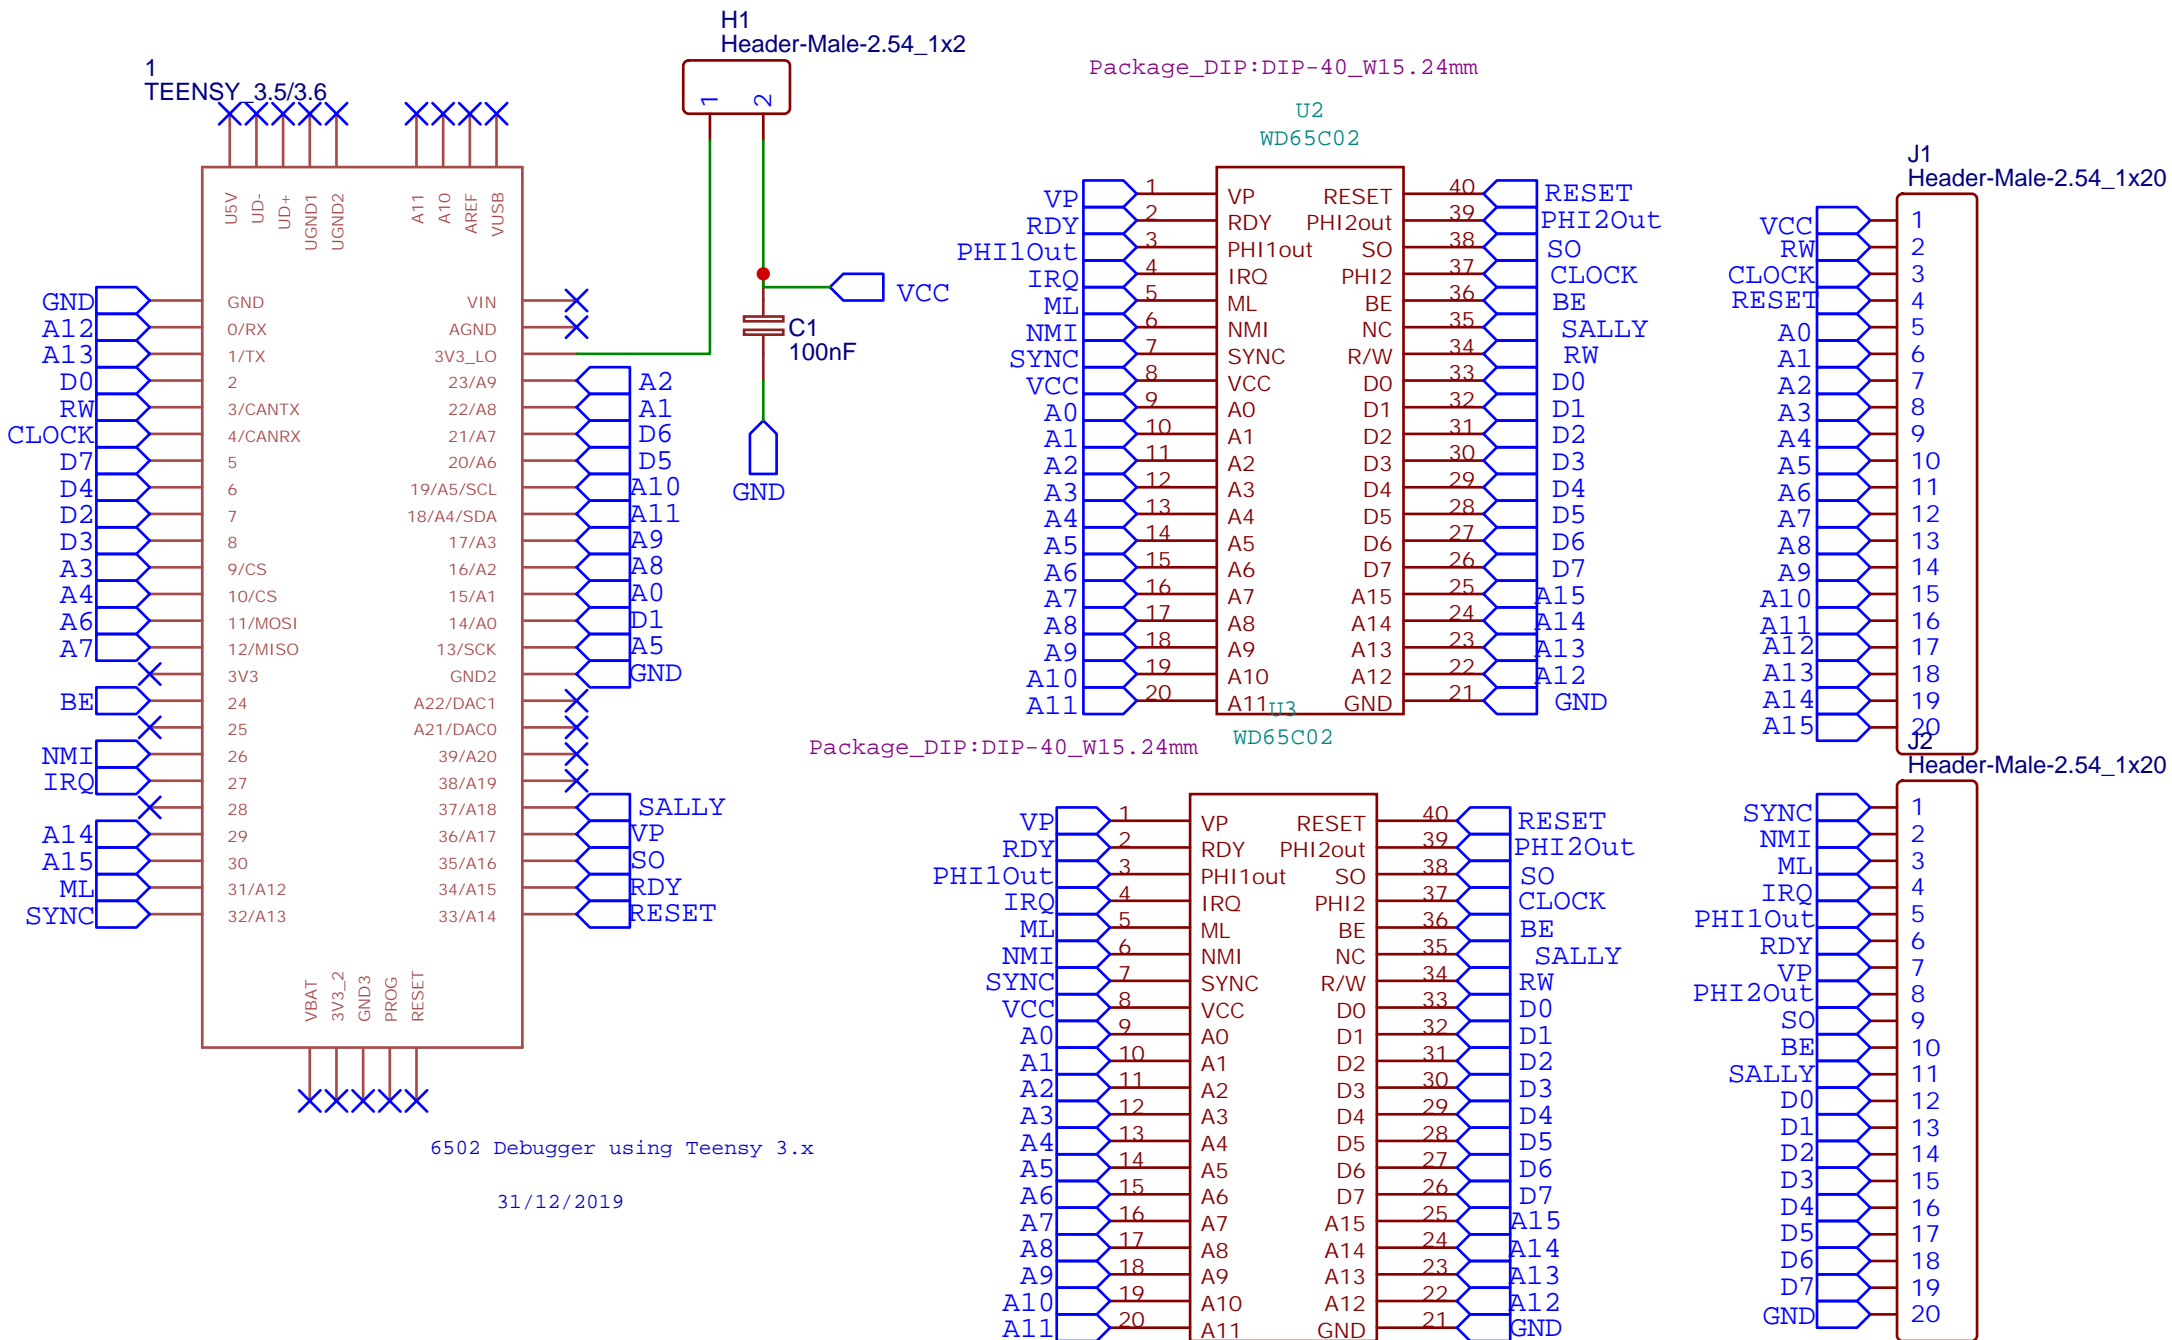 H1
Header-Male-2.54_1x2
1
2
1
TEENSY_3.5/3.6
U5V
UD-
UD+
UGND1
UGND2
A11
A10
AREF
VUSB
GND GND VIN
A12 0/RX AGND
A13 1/TX 3V3_LO
D0 2 23/A9 A2
RW 3/CANTX 22/A8 A1
CLOCK 4/CANRX 21/A7 D6
D7 5 20/A6 D5
D4 6 19/A5/SCL A10
D2 7 18/A4/SDA A11
D3 8 17/A3 A9
A3 9/CS 16/A2 A8
A4 10/CS 15/A1 A0
A6 11/MOSI 14/A0 D1
A7 12/MISO 13/SCK A5
3V3 GND2 GND
BE 24 A22/DAC1
25 A21/DAC0
NMI 26 39/A20
IRQ 27 38/A19
28 37/A18 SALLY
A14 29 36/A17 VP
A15 30 35/A16 SO
ML 31/A12 34/A15 RDY
SYNC 32/A13 33/A14 RESET
VBAT
3V3_2
GND3
PROG
RESET
VCC
C1
100nF
GND
6502 Debugger using Teensy 3.x
31/12/2019
Package_DIP:DIP-40_W15.24mm
U2
WD65C02
VP 1 VP RESET 40 RESET
RDY 2 RDY PHI2out 39 PHI2Out
PHI1Out 3 PHI1out SO 38 SO
IRQ 4 IRQ PHI2 37 CLOCK
ML 5 ML BE 36 BE
NMI 6 NMI NC 35 SALLY
SYNC 7 SYNC R/W 34 RW
VCC 8 VCC D0 33 D0
A0 9 A0 D1 32 D1
A1 10 A1 D2 31 D2
A2 11 A2 D3 30 D3
A3 12 A3 D4 29 D4
A4 13 A4 D5 28 D5
A5 14 A5 D6 27 D6
A6 15 A6 D7 26 D7
A7 16 A7 A15 25 A15
A8 17 A8 A14 24 A14
A9 18 A9 A13 23 A13
A10 19 A10 A12 22 A12
A11 20 A11 GND 21 GND
U3
WD65C02
Package_DIP:DIP-40_W15.24mm
VP 1 VP RESET 40 RESET
RDY 2 RDY PHI2out 39 PHI2Out
PHI1Out 3 PHI1out SO 38 SO
IRQ 4 IRQ PHI2 37 CLOCK
ML 5 ML BE 36 BE
NMI 6 NMI NC 35 SALLY
SYNC 7 SYNC R/W 34 RW
VCC 8 VCC D0 33 D0
A0 9 A0 D1 32 D1
A1 10 A1 D2 31 D2
A2 11 A2 D3 30 D3
A3 12 A3 D4 29 D4
A4 13 A4 D5 28 D5
A5 14 A5 D6 27 D6
A6 15 A6 D7 26 D7
A7 16 A7 A15 25 A15
A8 17 A8 A14 24 A14
A9 18 A9 A13 23 A13
A10 19 A10 A12 22 A12
A11 20 A11 GND 21 GND
J1
Header-Male-2.54_1x20
VCC 1
RW 2
CLOCK 3
RESET 4
A0 5
A1 6
A2 7
A3 8
A4 9
A5 10
A6 11
A7 12
A8 13
A9 14
A10 15
A11 16
A12 17
A13 18
A14 19
A15 20
J2
Header-Male-2.54_1x20
SYNC 1
NMI 2
ML 3
IRQ 4
PHI1Out 5
RDY 6
VP 7
PHI2Out 8
SO 9
BE 10
SALLY 11
D0 12
D1 13
D2 14
D3 15
D4 16
D5 17
D6 18
D7 19
GND 20